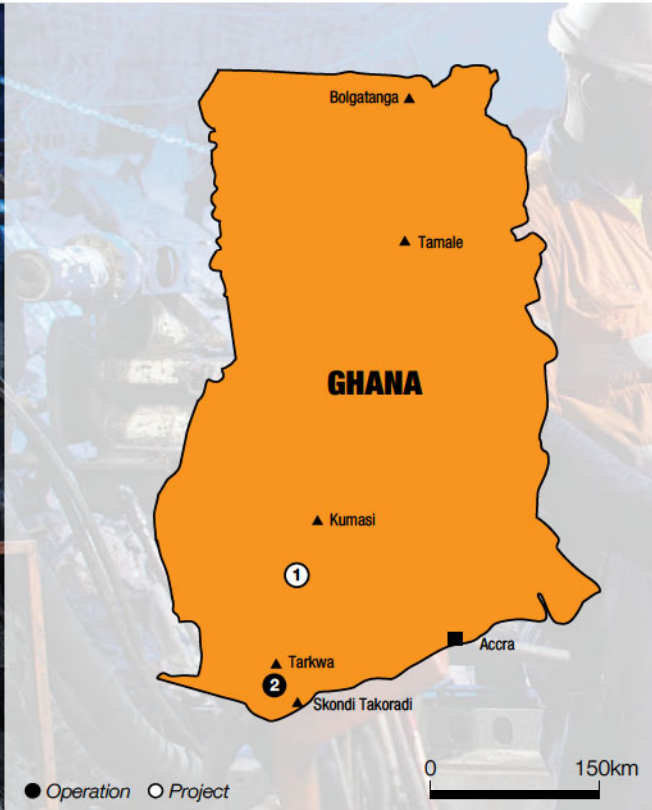 Bolgatanga
Tamale
GHANA
Kumasi
1
Accra
Tarkwa
2
Skondi Takoradi
0 150km
Operation Project